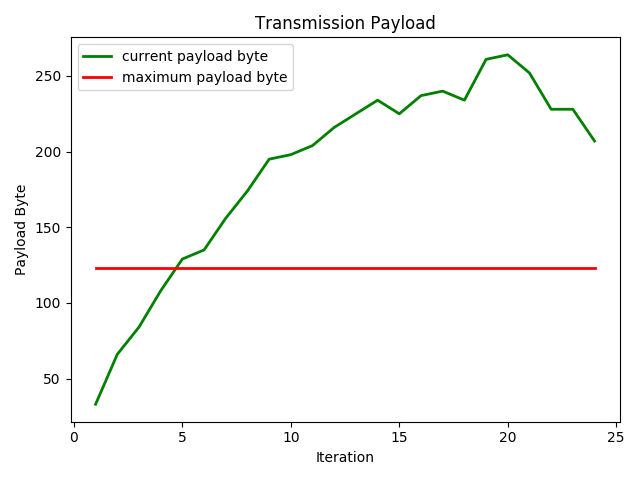 Transmission Payload
current payload byte
maximum payload byte
Payload Byte
250
200
150
100
50
0
5
10
15
20
25
Iteration